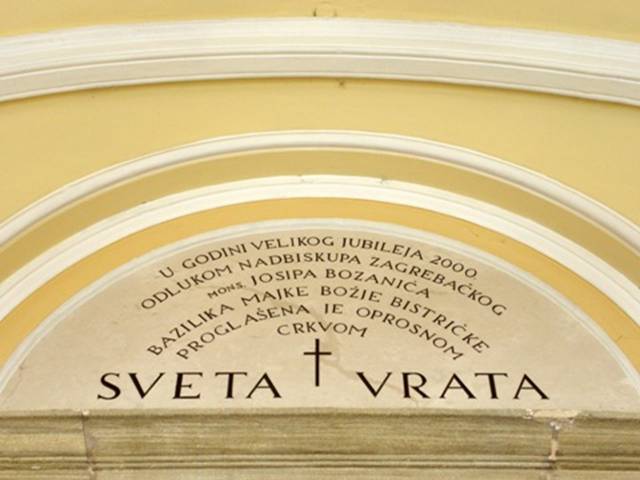 U GODINI VELIKOG JUBILEJA 2000.
ODLUKOM NADBISKUPA ZAGREBAČKOG
MONS. JOSIPA BOZANIĆA
BAZILIKA MAJKE BOŽJE BISTRIČKE
PROGLAŠENA JE OPROSNOM
CRKVOM
SVETA VRATA